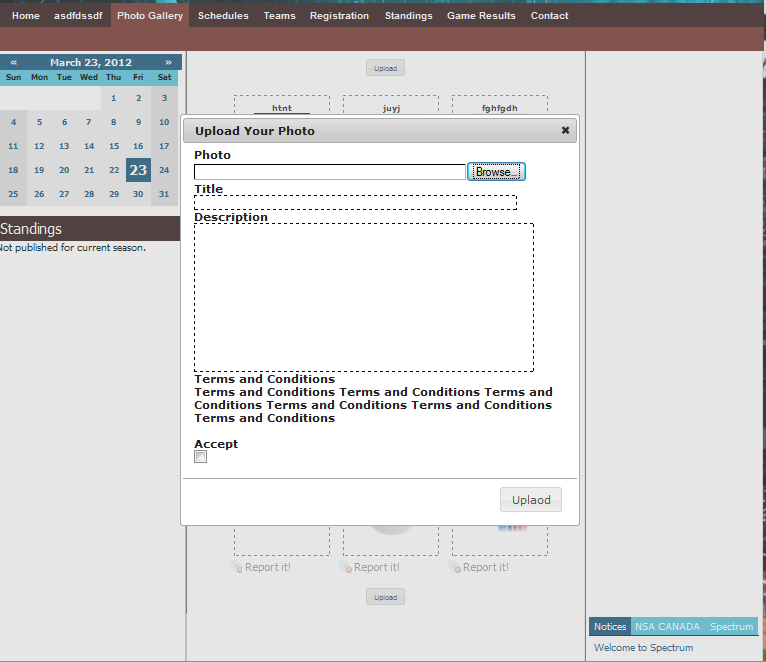 Home asdfdssdf Photo Gallery Schedules Teams Registration Standings Game Results Contact
« March 23, 2012 »
Sun Mon Tue Wed Thu Fri Sat
1 2 3
4 5 6 7 8 9 10
11 12 13 14 15 16 17
18 19 20 21 22 23 24
25 26 27 28 29 30 31
Standings
Not published for current season.
Upload
htnt juyj fghfgdh
Upload Your Photo
Photo
Browse...
Title
Description
Terms and Conditions
Terms and Conditions Terms and Conditions Terms and
Conditions Terms and Conditions Terms and Conditions
Terms and Conditions
Accept
Uplaod
Report it! Report it! Report it!
Upload
Notices NSA CANADA Spectrum
Welcome to Spectrum